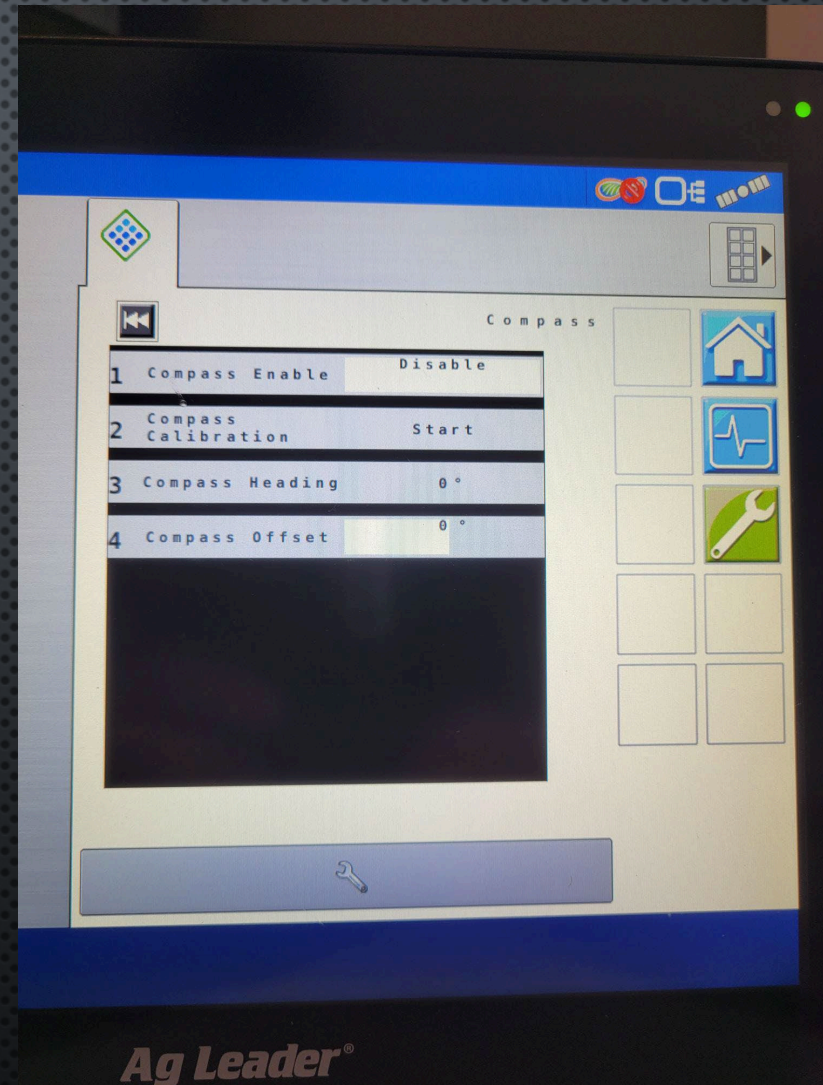 Compass
1 Compass Enable Disable
2 Compass
Calibration Start
3 Compass Heading 0°
4 Compass Offset 0°
Ag Leader®